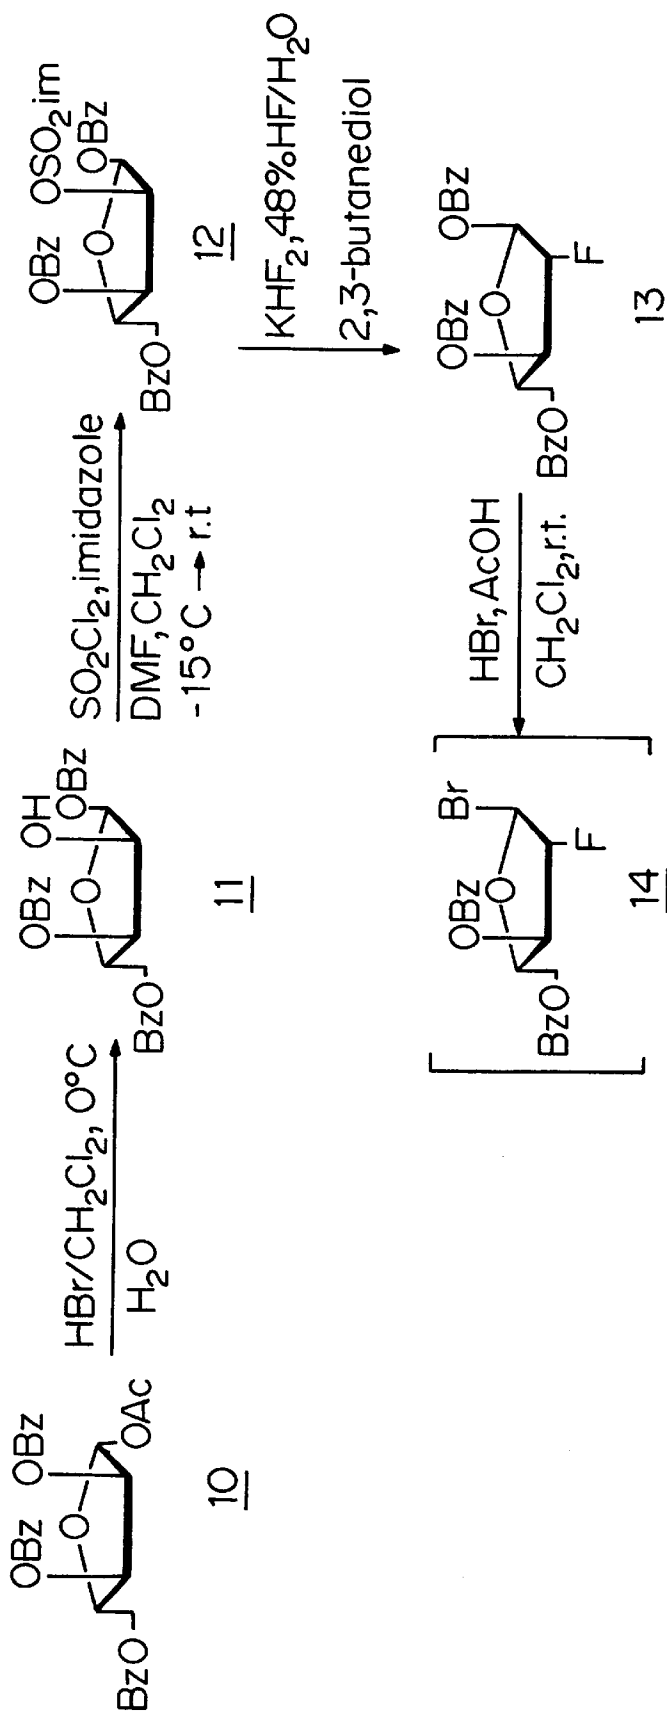 OBz
OBz
O
OAc
BzO
10
HBr/CH2Cl2, 0°C
H2O
OBz
OH
OBz
O
BzO
11
SO2Cl2, imidazole
DMF, CH2Cl2
-15°C → r.t
OBz
OSO2im
OBz
O
BzO
12
KHF2, 48%HF/H2O
2,3-butanediol
OBz
OBz
O
F
BzO
13
HBr, AcOH
CH2Cl2, r.t.
OBz
Br
O
F
BzO
14